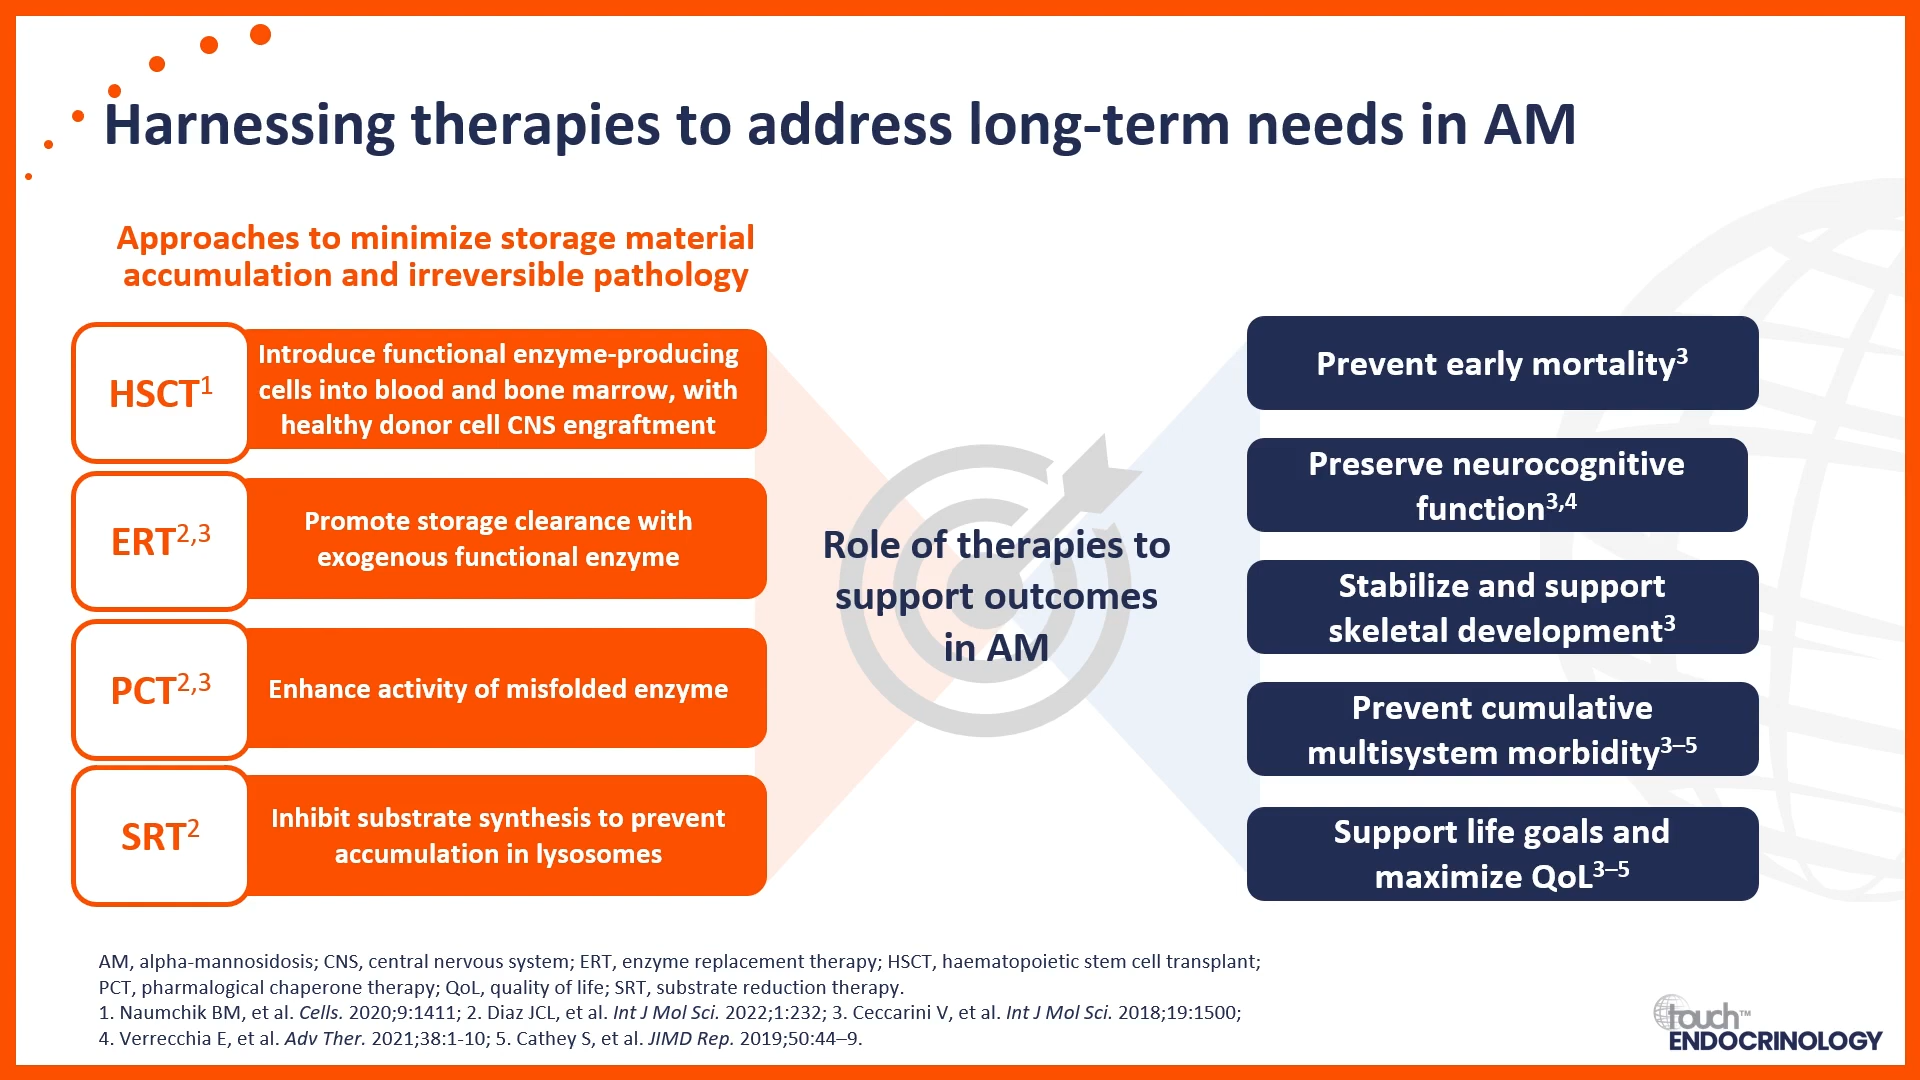 Harnessing therapies to address long-term needs in AM
Approaches to minimize storage material
accumulation and irreversible pathology
HSCT1
Introduce functional enzyme-producing
cells into blood and bone marrow, with
healthy donor cell CNS engraftment
ERT2,3
Promote storage clearance with
exogenous functional enzyme
PCT2,3
Enhance activity of misfolded enzyme
SRT2
Inhibit substrate synthesis to prevent
accumulation in lysosomes
Role of therapies to
support outcomes
in AM
Prevent early mortality3
Preserve neurocognitive
function3,4
Stabilize and support
skeletal development3
Prevent cumulative
multisystem morbidity3–5
Support life goals and
maximize QoL3–5
AM, alpha-mannosidosis; CNS, central nervous system; ERT, enzyme replacement therapy; HSCT, haematopoietic stem cell transplant;
PCT, pharmalogical chaperone therapy; QoL, quality of life; SRT, substrate reduction therapy.
1. Naumchik BM, et al. Cells. 2020;9:1411; 2. Diaz JCL, et al. Int J Mol Sci. 2022;1:232; 3. Ceccarini V, et al. Int J Mol Sci. 2018;19:1500;
4. Verrecchia E, et al. Adv Ther. 2021;38:1-10; 5. Cathey S, et al. JIMD Rep. 2019;50:44–9.
touch™
ENDOCRINOLOGY